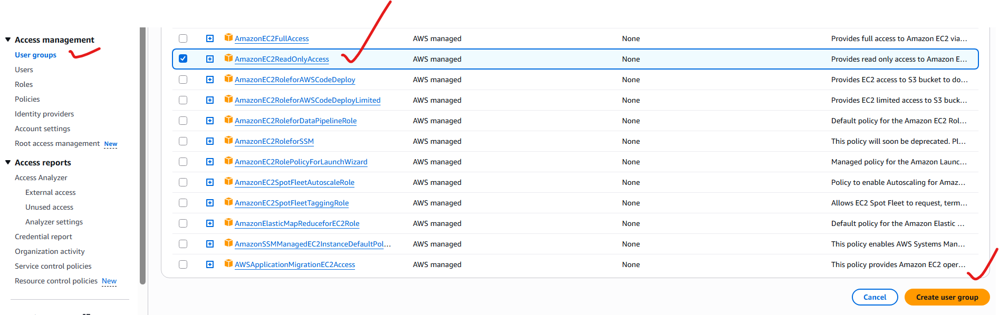 Access management
User groups
Users
Roles
Policies
Identity providers
Account settings
Root access management New
Access reports
Access Analyzer
External access
Unused access
Analyzer settings
Credential report
Organization activity
Service control policies
Resource control policies New
AmazonEC2FullAccess AWS managed None Provides full access to Amazon EC2 via...
AmazonEC2ReadOnlyAccess AWS managed None Provides read only access to Amazon E...
AmazonEC2RoleforAWSCodeDeploy AWS managed None Provides EC2 access to S3 bucket to do...
AmazonEC2RoleforAWSCodeDeployLimited AWS managed None Provides EC2 limited access to S3 buck...
AmazonEC2RoleforDataPipelineRole AWS managed None Default policy for the Amazon EC2 Rol...
AmazonEC2RoleforSSM AWS managed None This policy will soon be deprecated. Pl...
AmazonEC2RolePolicyForLaunchWizard AWS managed None Managed policy for the Amazon Launc...
AmazonEC2SpotFleetAutoscaleRole AWS managed None Policy to enable Autoscaling for Amaz...
AmazonEC2SpotFleetTaggingRole AWS managed None Allows EC2 Spot Fleet to request, term...
AmazonElasticMapReduceforEC2Role AWS managed None Default policy for the Amazon Elastic ...
AmazonSSMManagedEC2InstanceDefaultPol... AWS managed None This policy enables AWS Systems Man...
AWSApplicationMigrationEC2Access AWS managed None This policy provides Amazon EC2 oper...
Cancel Create user group